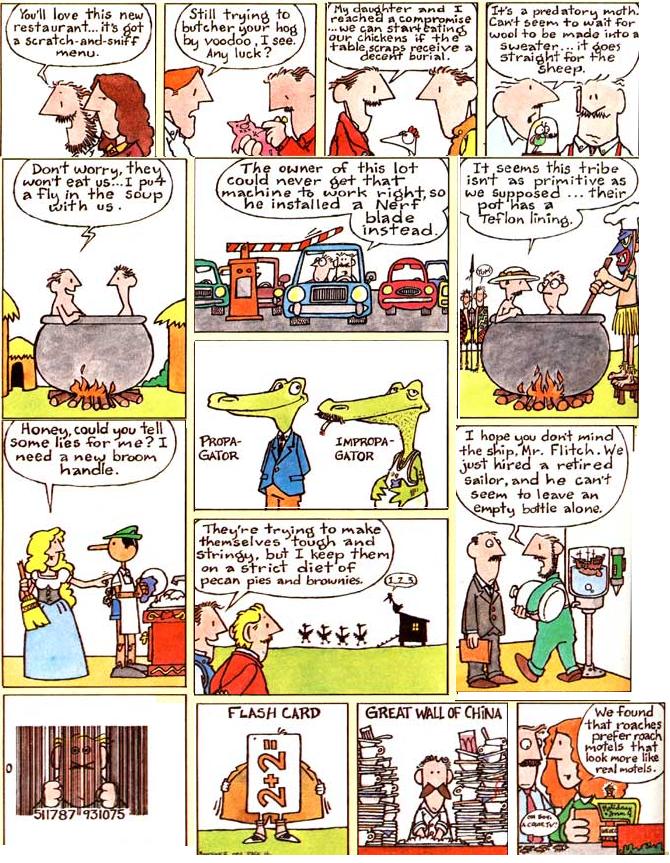 You'll love this new
restaurant...it's got
a scratch-and-sniff
menu.
Still trying to
butcher your hog
by voodoo, I see.
Any luck?
My daughter and I
reached a compromise
...we can start eating
our chickens if the
table scraps receive a
decent burial.
It's a predatory moth.
Can't seem to wait for
wool to be made into a
sweater...it goes
straight for the
sheep.
Don't worry, they
won't eat us...I put
a fly in the soup
with us.
The owner of this lot
could never get that
machine to work right, so
he installed a Nerf
blade
instead.
It seems this tribe
isn't as primitive as
we supposed...their
pot has a
Teflon lining.
YUM!
Honey, could you tell
some lies for me? I
need a new broom
handle.
PROPA-
GATOR
IMPROPA-
GATOR
They're trying to make
themselves tough and
stringy, but I keep them
on a strict diet of
pecan pies and brownies.
1,2,3,
I hope you don't mind
the ship, Mr. Flitch. We
just hired a retired
sailor, and he can't
seem to leave an
empty bottle alone.
0
511787 931075
FLASH CARD
2+2=
GREAT WALL OF CHINA
We found
that roaches
prefer roach
motels that
look more like
real motels.
Holiday
Inn
OH BOY,
A COLOR TV!